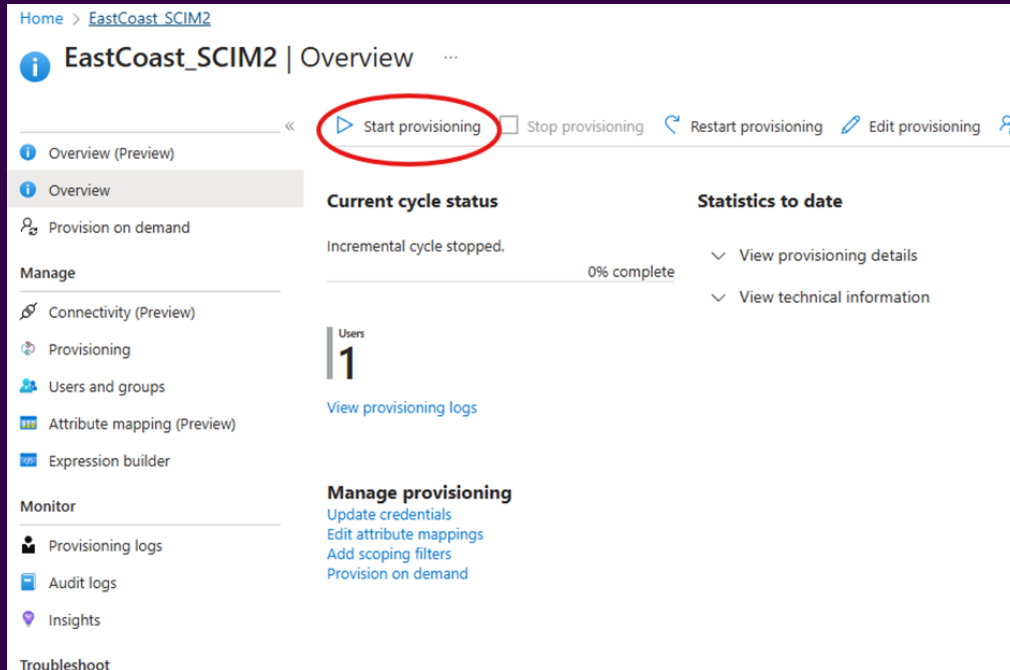 Home > EastCoast_SCIM2
EastCoast_SCIM2 | Overview ...
«
Start provisioning Stop provisioning Restart provisioning Edit provisioning
Overview (Preview)
Overview
Provision on demand
Manage
Connectivity (Preview)
Provisioning
Users and groups
Attribute mapping (Preview)
Expression builder
Monitor
Provisioning logs
Audit logs
Insights
Troubleshoot
Current cycle status
Incremental cycle stopped.
0% complete
Users
1
View provisioning logs
Manage provisioning
Update credentials
Edit attribute mappings
Add scoping filters
Provision on demand
Statistics to date
View provisioning details
View technical information